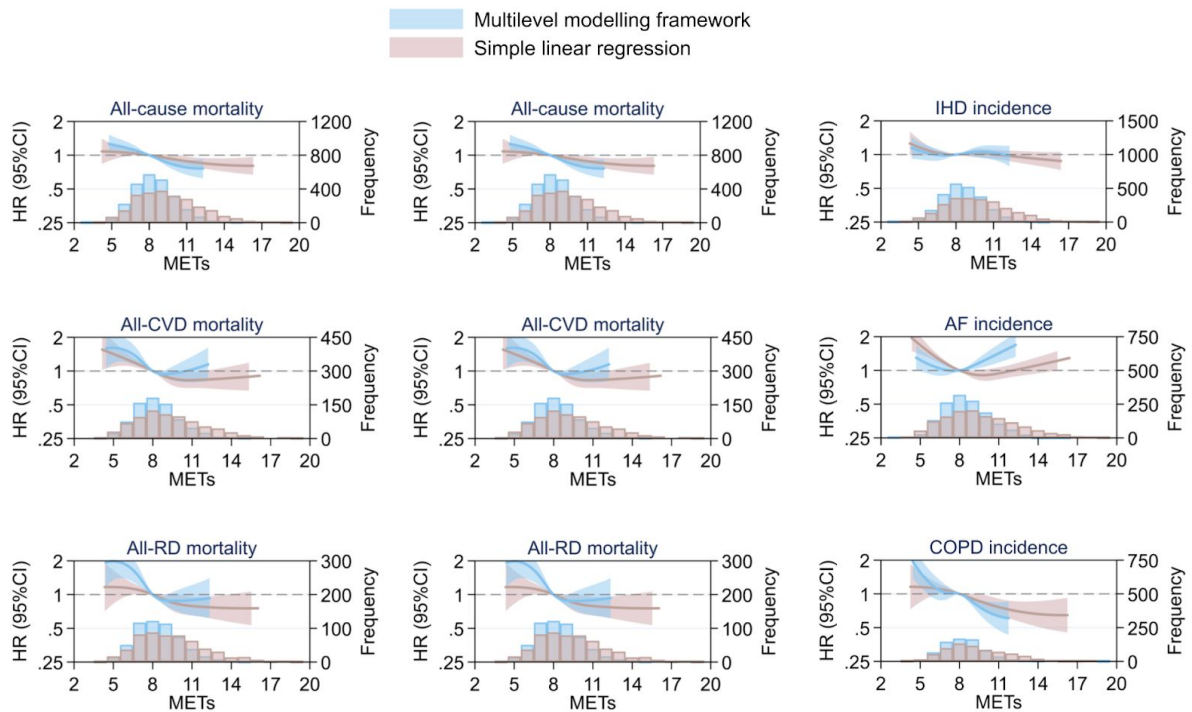 Multilevel modelling framework
Simple linear regression
All-cause mortality
HR (95%CI)
2
1
.5
.25
1200
800
400
0
Frequency
2 5 8 11 14 17 20
METs
All-cause mortality
HR (95%CI)
2
1
.5
.25
1200
800
400
0
Frequency
2 5 8 11 14 17 20
METs
IHD incidence
HR (95%CI)
2
1
.5
.25
1500
1000
500
0
Frequency
2 5 8 11 14 17 20
METs
All-CVD mortality
HR (95%CI)
2
1
.5
.25
450
300
150
0
Frequency
2 5 8 11 14 17 20
METs
All-CVD mortality
HR (95%CI)
2
1
.5
.25
450
300
150
0
Frequency
2 5 8 11 14 17 20
METs
AF incidence
HR (95%CI)
2
1
.5
.25
750
500
250
0
Frequency
2 5 8 11 14 17 20
METs
All-RD mortality
HR (95%CI)
2
1
.5
.25
300
200
100
0
Frequency
2 5 8 11 14 17 20
METs
All-RD mortality
HR (95%CI)
2
1
.5
.25
300
200
100
0
Frequency
2 5 8 11 14 17 20
METs
COPD incidence
HR (95%CI)
2
1
.5
.25
750
500
250
0
Frequency
2 5 8 11 14 17 20
METs